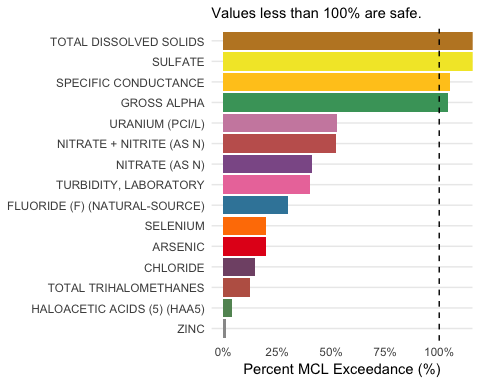 Values less than 100% are safe.
TOTAL DISSOLVED SOLIDS
SULFATE
SPECIFIC CONDUCTANCE
GROSS ALPHA
URANIUM (PCI/L)
NITRATE + NITRITE (AS N)
NITRATE (AS N)
TURBIDITY, LABORATORY
FLUORIDE (F) (NATURAL-SOURCE)
SELENIUM
ARSENIC
CHLORIDE
TOTAL TRIHALOMETHANES
HALOACETIC ACIDS (5) (HAA5)
ZINC
0% 25% 50% 75% 100%
Percent MCL Exceedance (%)